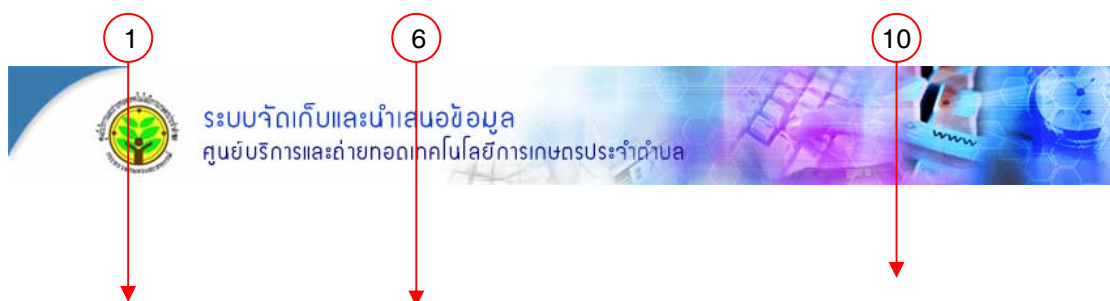 1 6 10
ระบบจัดเก็บและนำเสนอข้อมูล
ศูนย์บริการและถ่ายทอดเทคโนโลยีการเกษตรประจำตำบล